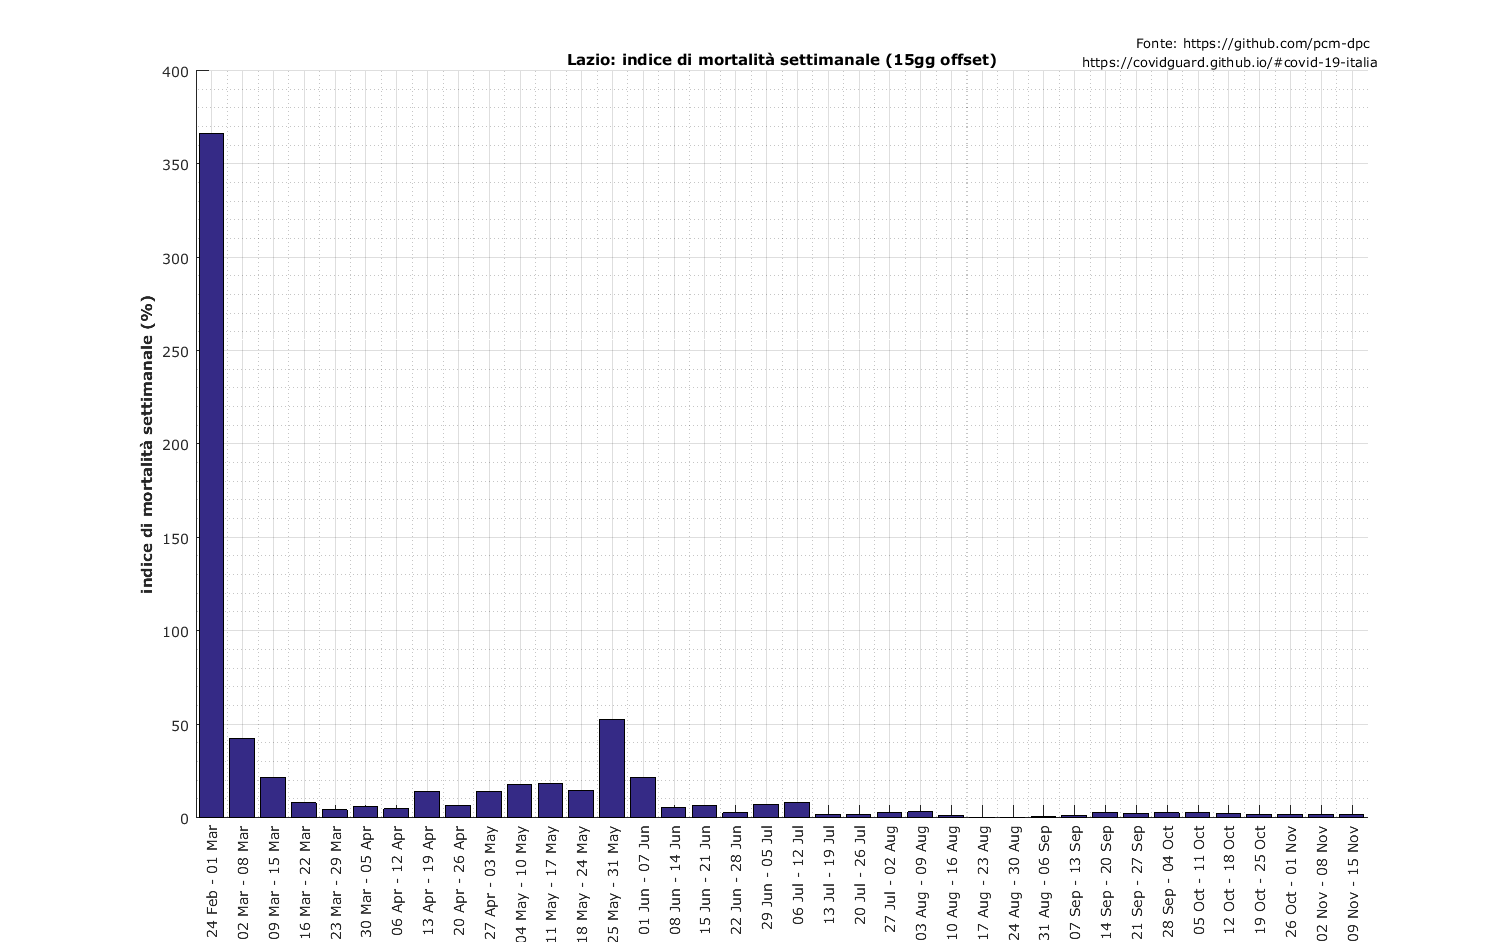 Fonte: https://github.com/pcm-dpc
https://covidguard.github.io/#covid-19-italia
Lazio: indice di mortalità settimanale (15gg offset)
indice di mortalità settimanale (%)
400
350
300
250
200
150
100
50
0
24 Feb - 01 Mar
02 Mar - 08 Mar
09 Mar - 15 Mar
16 Mar - 22 Mar
23 Mar - 29 Mar
30 Mar - 05 Apr
06 Apr - 12 Apr
13 Apr - 19 Apr
20 Apr - 26 Apr
27 Apr - 03 May
04 May - 10 May
11 May - 17 May
18 May - 24 May
25 May - 31 May
01 Jun - 07 Jun
08 Jun - 14 Jun
15 Jun - 21 Jun
22 Jun - 28 Jun
29 Jun - 05 Jul
06 Jul - 12 Jul
13 Jul - 19 Jul
20 Jul - 26 Jul
27 Jul - 02 Aug
03 Aug - 09 Aug
10 Aug - 16 Aug
17 Aug - 23 Aug
24 Aug - 30 Aug
31 Aug - 06 Sep
07 Sep - 13 Sep
14 Sep - 20 Sep
21 Sep - 27 Sep
28 Sep - 04 Oct
05 Oct - 11 Oct
12 Oct - 18 Oct
19 Oct - 25 Oct
26 Oct - 01 Nov
02 Nov - 08 Nov
09 Nov - 15 Nov